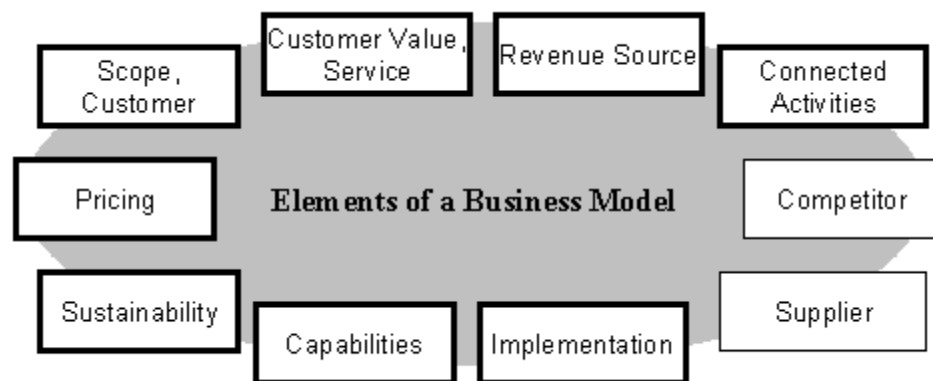 Customer Value,
Service
Revenue Source
Scope,
Customer
Connected
Activities
Pricing
Elements of a Business Model
Competitor
Sustainability
Supplier
Capabilities
Implementation